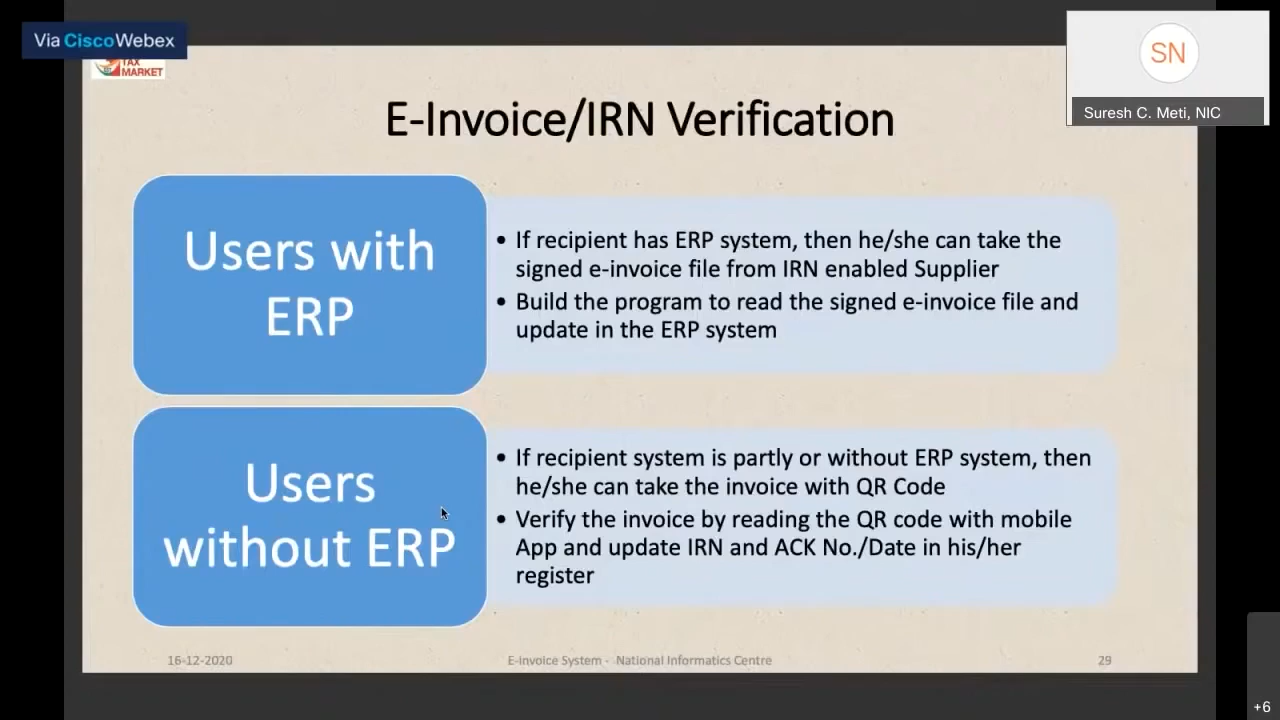 Via Cisco Webex
TAX
MARKET
SN
Suresh C. Meti, NIC
E-Invoice/IRN Verification
Users with
ERP
• If recipient has ERP system, then he/she can take the
signed e-invoice file from IRN enabled Supplier
• Build the program to read the signed e-invoice file and
update in the ERP system
Users
without ERP
• If recipient system is partly or without ERP system, then
he/she can take the invoice with QR Code
• Verify the invoice by reading the QR code with mobile
App and update IRN and ACK No./Date in his/her
register
16-12-2020
E-invoice System - National Informatics Centre
29
+6